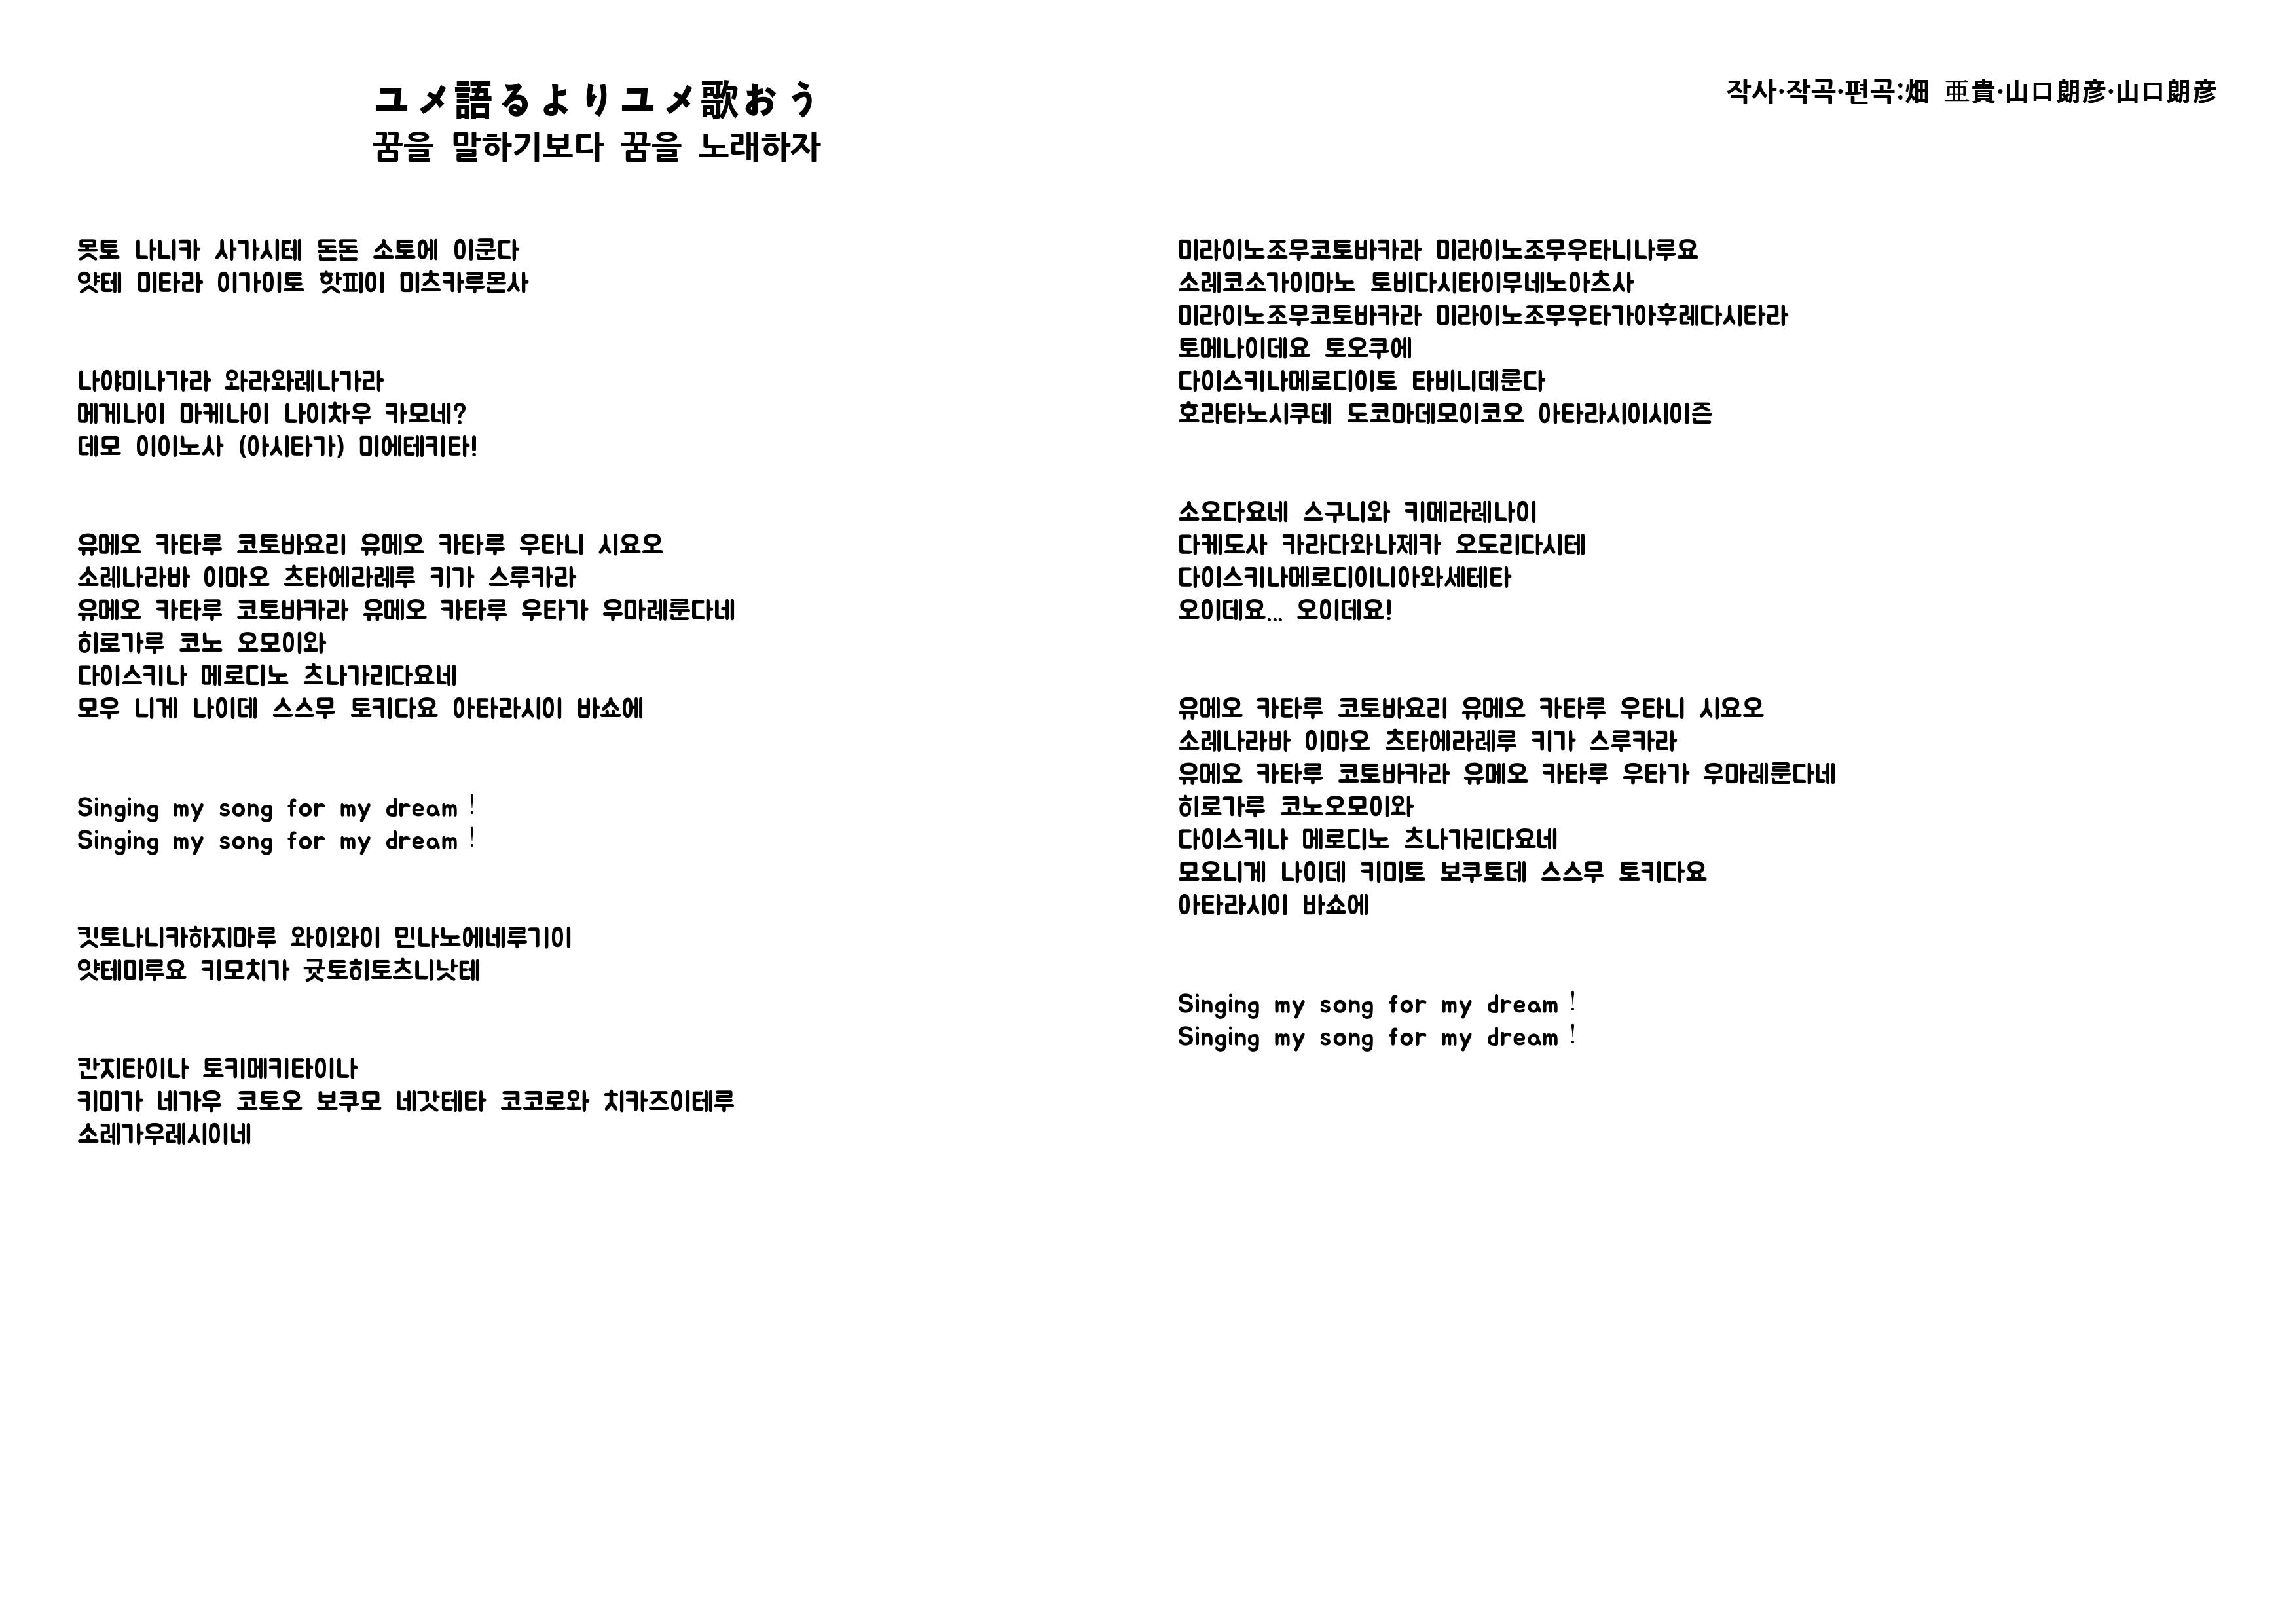 ユメ語るよりユメ歌おう
꿈을 말하기보다 꿈을 노래하자
작사·작곡·편곡:畑 亜貴·山口朗彦·山口朗彦
못토 나니카 사가시테 돈돈 소토에 이쿤다
얏테 미타라 이가이토 핫피이 미츠카루몬사
나야미나가라 와라와레나가라
메게나이 마케나이 나이차우 카모네?
데모 이이노사 (아시타가) 미에테키타!
유메오 카타루 코토바요리 유메오 카타루 우타니 시요오
소레나라바 이마오 츠타에라레루 키가 스루카라
유메오 카타루 코토바카라 유메오 카타루 우타가 우마레룬다네
히로가루 코노 오모이와
다이스키나 메로디노 츠나가리다요네
모우 니게 나이데 스스무 토키다요 아타라시이 바쇼에
Singing my song for my dream!
Singing my song for my dream!
킷토나니카하지마루 와이와이 민나노에네루기이
얏테미루요 키모치가 귯토히토츠니낫테
칸지타이나 토키메키타이나
키미가 네가우 코토오 보쿠모 네갓테타 코코로와 치카즈이테루
소레가우레시이네
미라이노조무코토바카라 미라이노조무우타니나루요
소레코소가이마노 토비다시타이무네노아츠사
미라이노조무코토바카라 미라이노조무우타가아후레다시타라
토메나이데요 토오쿠에
다이스키나메로디이토 타비니데룬다
호라타노시쿠테 도코마데모이코오 아타라시이시이즌
소오다요네 스구니와 키메라레나이
다케도사 카라다와나제카 오도리다시테
다이스키나메로디이니아와세테타
오이데요... 오이데요!
유메오 카타루 코토바요리 유메오 카타루 우타니 시요오
소레나라바 이마오 츠타에라레루 키가 스루카라
유메오 카타루 코토바카라 유메오 카타루 우타가 우마레룬다네
히로가루 코노오모이와
다이스키나 메로디노 츠나가리다요네
모오니게 나이데 키미토 보쿠토데 스스무 토키다요
아타라시이 바쇼에
Singing my song for my dream!
Singing my song for my dream!